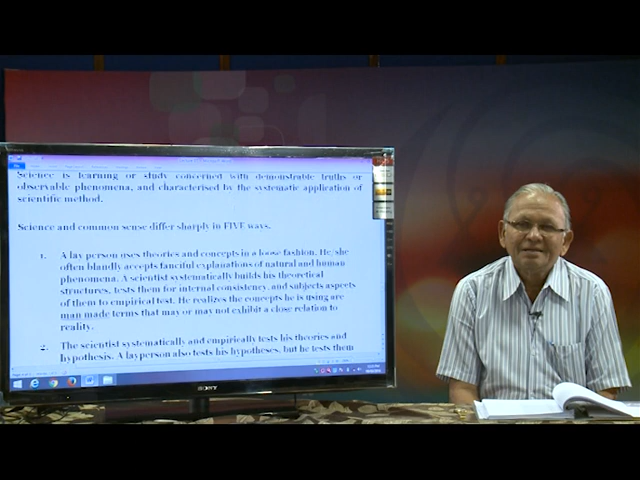 Science is learning or study concerned with demonstrable truths or
observable phenomena, and characterised by the systematic application of
scientific method.
Science and common sense differ sharply in FIVE ways.
1. A lay person uses theories and concepts in a loose fashion. He/she
often blandly accepts fanciful explanations of natural and human
phenomena. A scientist systematically builds his theoretical
structures, tests them for internal consistency, and subjects aspects
of them to empirical test. He realizes the concepts he is using are
man made terms that may or may not exhibit a close relation to
reality.
2. The scientist systematically and empirically tests his theories and
hypothesis. A layperson also tests his hypotheses, but he tests them
SONY